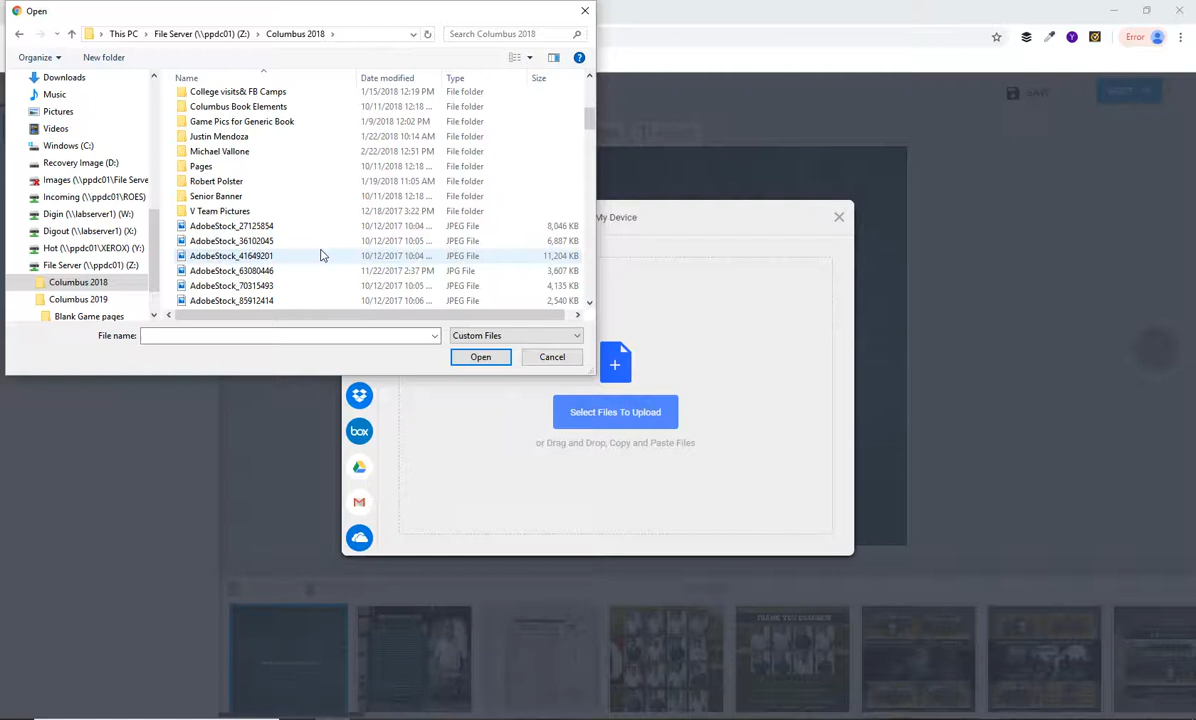 Open
This PC > File Server (\\ppdc01) (Z:) > Columbus 2018 >
Search Columbus 2018
Error
Organize
New folder
?
Name
Date modified
Type
Size
Downloads
Music
Pictures
Videos
Windows (C:)
Recovery Image (D:)
Images (\\ppdc01\File Serve
Incoming (\\ppdc01\ROES)
Digin (\\labserver1) (W:)
Digout (\\labserver1) (X:)
Hot (\\ppdc01\XEROX) (Y:)
File Server (\\ppdc01) (Z:)
Columbus 2018
Columbus 2019
Blank Game pages
College visits& FB Camps 1/15/2018 12:19 PM File folder
Columbus Book Elements 10/11/2018 12:18 ... File folder
Game Pics for Generic Book 1/9/2018 12:02 PM File folder
Justin Mendoza 1/22/2018 10:14 AM File folder
Michael Vallone 2/22/2018 12:51 PM File folder
Pages 10/11/2018 12:18 ... File folder
Robert Polster 1/19/2018 11:05 AM File folder
Senior Banner 10/11/2018 12:18 ... File folder
V Team Pictures 12/18/2017 3:22 PM File folder
AdobeStock_27125854 10/12/2017 10:04 ... JPEG File 8,046 KB
AdobeStock_36102045 10/12/2017 10:05 ... JPEG File 6,887 KB
AdobeStock_41649201 10/12/2017 10:04 ... JPEG File 11,204 KB
AdobeStock_63080446 11/22/2017 2:37 PM JPG File 3,607 KB
AdobeStock_70315493 10/12/2017 10:05 ... JPEG File 4,135 KB
AdobeStock_85912414 10/12/2017 10:06 ... JPEG File 2,540 KB
File name:
Custom Files
Open
Cancel
SAVE
NEXT
My Device
Select Files To Upload
or Drag and Drop, Copy and Paste Files
box
THANK YOU